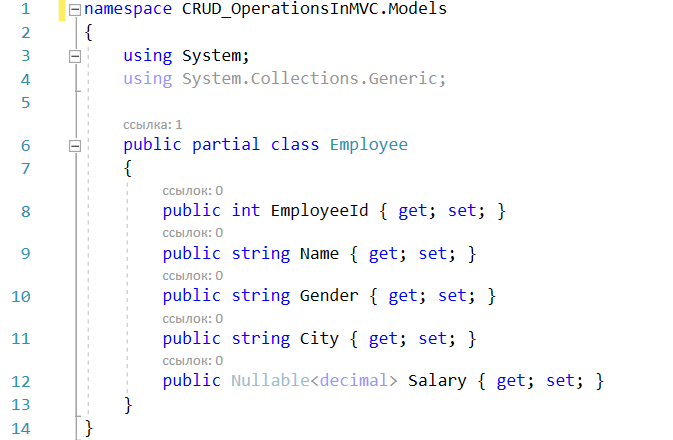 1 namespace CRUD_OperationsInMVC.Models
2 {
3 using System;
4 using System.Collections.Generic;
5
ссылка: 1
6 public partial class Employee
7 {
ссылок: 0
8 public int EmployeeId { get; set; }
ссылок: 0
9 public string Name { get; set; }
ссылок: 0
10 public string Gender { get; set; }
ссылок: 0
11 public string City { get; set; }
ссылок: 0
12 public Nullable<decimal> Salary { get; set; }
13 }
14 }